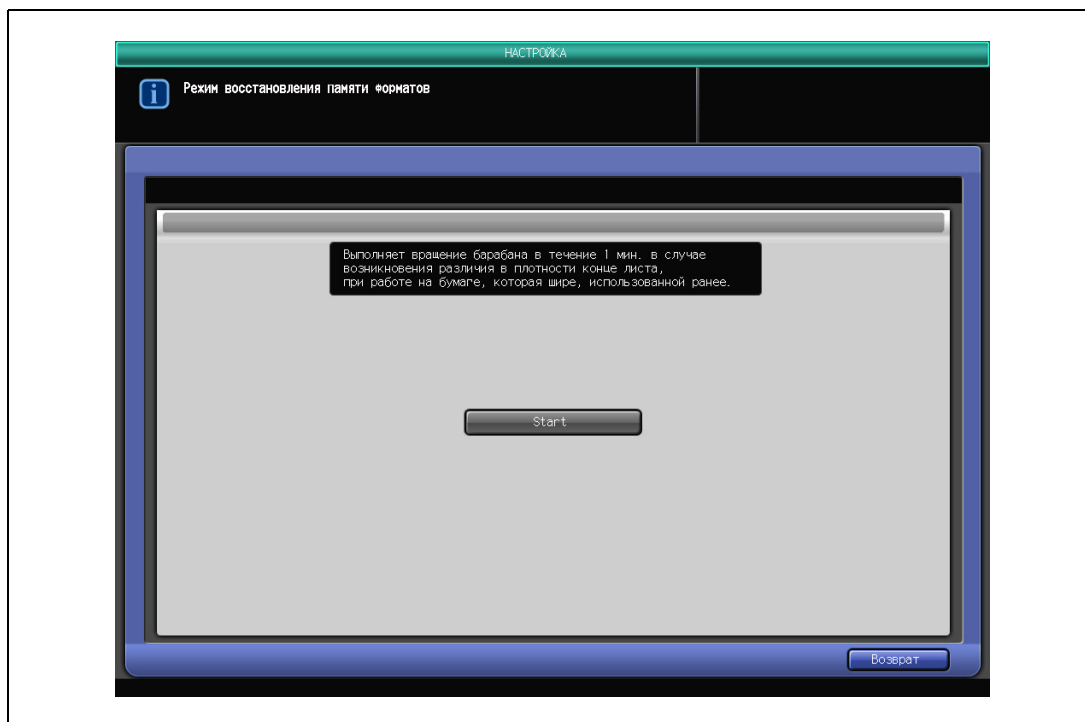 НАСТРОЙКА
Режим восстановления памяти форматов
Выполняет вращение барабана в течение 1 мин. в случае
возникновения различия в плотности конце листа,
при работе на бумаге, которая шире, использованной ранее.
Start
Возврат